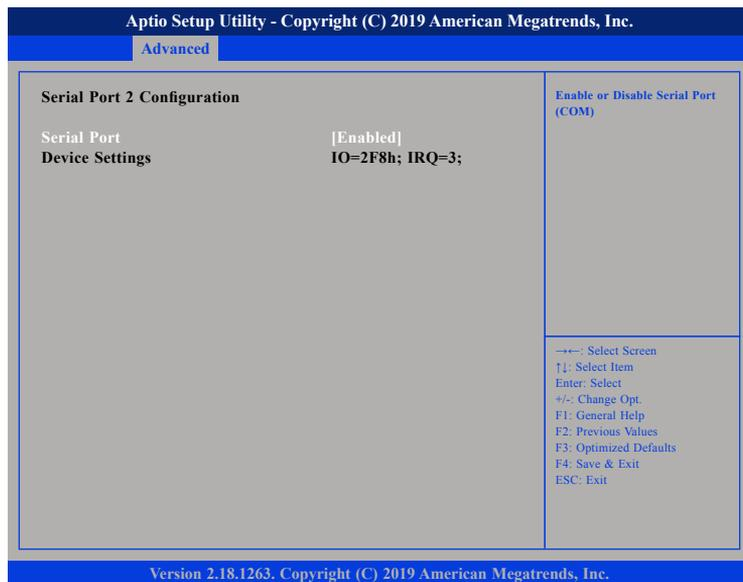 Aptio Setup Utility - Copyright (C) 2019 American Megatrends, Inc.
Advanced
Serial Port 2 Configuration
Serial Port [Enabled]
Device Settings IO=2F8h; IRQ=3;
Enable or Disable Serial Port
(COM)
→←: Select Screen
↑↓: Select Item
Enter: Select
+/-: Change Opt.
F1: General Help
F2: Previous Values
F3: Optimized Defaults
F4: Save & Exit
ESC: Exit
Version 2.18.1263. Copyright (C) 2019 American Megatrends, Inc.